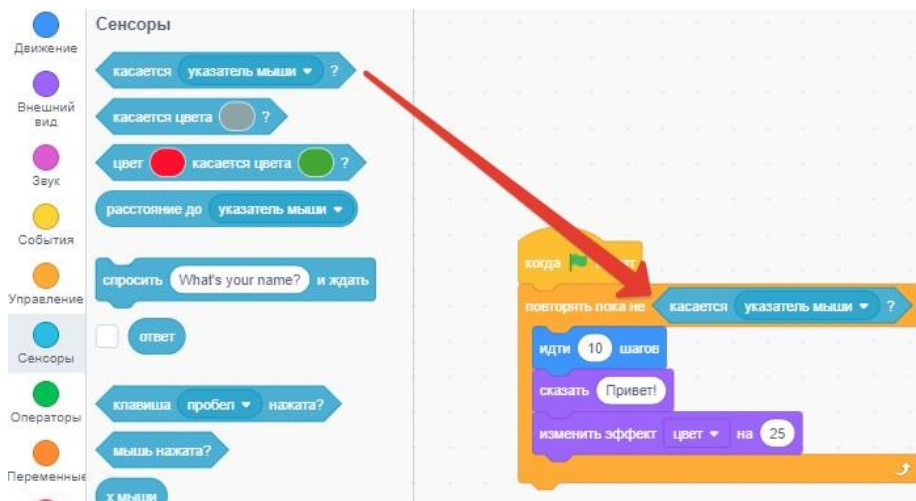 Сенсоры
Движение
Внешний
вид
Звук
События
Управление
Сенсоры
Операторы
Переменные
касается указатель мыши ?
касается цвета ?
цвет касается цвета ?
расстояние до указатель мыши
спросить What's your name? и ждать
ответ
клавиша пробел нажата?
мышь нажата?
х мыши
когда
повторять пока не касается указатель мыши ?
идти 10 шагов
сказать Привет!
изменить эффект цвет на 25